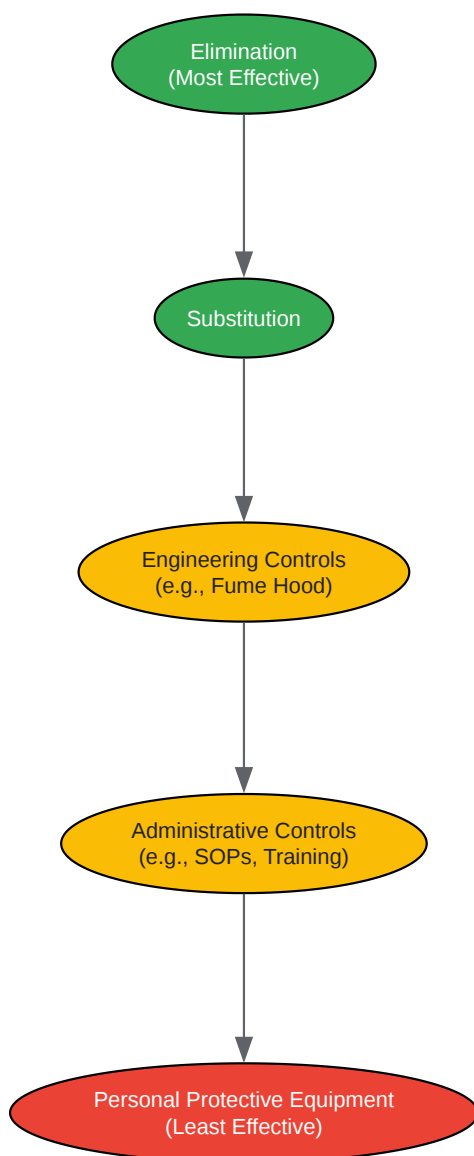 Elimination
(Most Effective)
Substitution
Engineering Controls
(e.g., Fume Hood)
Administrative Controls
(e.g., SOPs, Training)
Personal Protective Equipment
(Least Effective)